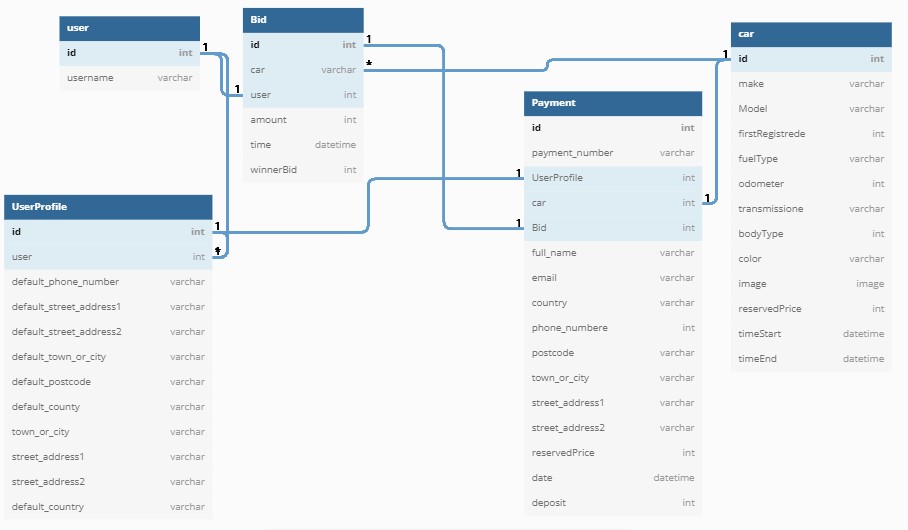 user
id int
username varchar
Bid
id int
car varchar
user int
amount int
time datetime
winnerBid int
car
id int
make varchar
Model varchar
firstRegistrede int
fuelType varchar
odometer int
transmissione varchar
bodyType int
color varchar
image image
reservedPrice int
timeStart datetime
timeEnd datetime
Payment
id int
payment_number varchar
UserProfile int
car int
Bid int
full_name varchar
email varchar
country varchar
phone_numbere int
postcode varchar
town_or_city varchar
street_address1 varchar
street_address2 varchar
reservedPrice int
date datetime
deposit int
UserProfile
id int
user int
default_phone_number varchar
default_street_address1 varchar
default_street_address2 varchar
default_town_or_city varchar
default_postcode varchar
default_county varchar
town_or_city varchar
street_address1 varchar
street_address2 varchar
default_country varchar
1
1
1
*
1
1
1
1
1
*